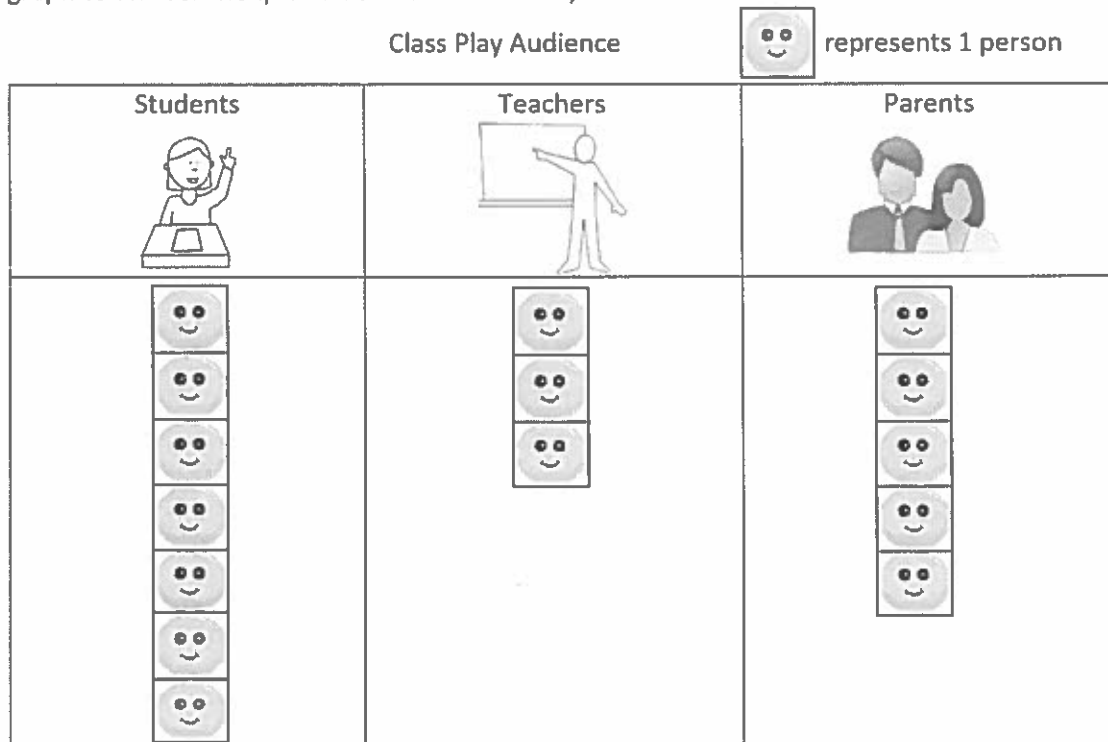 Class Play Audience
represents 1 person
Students
Teachers
Parents